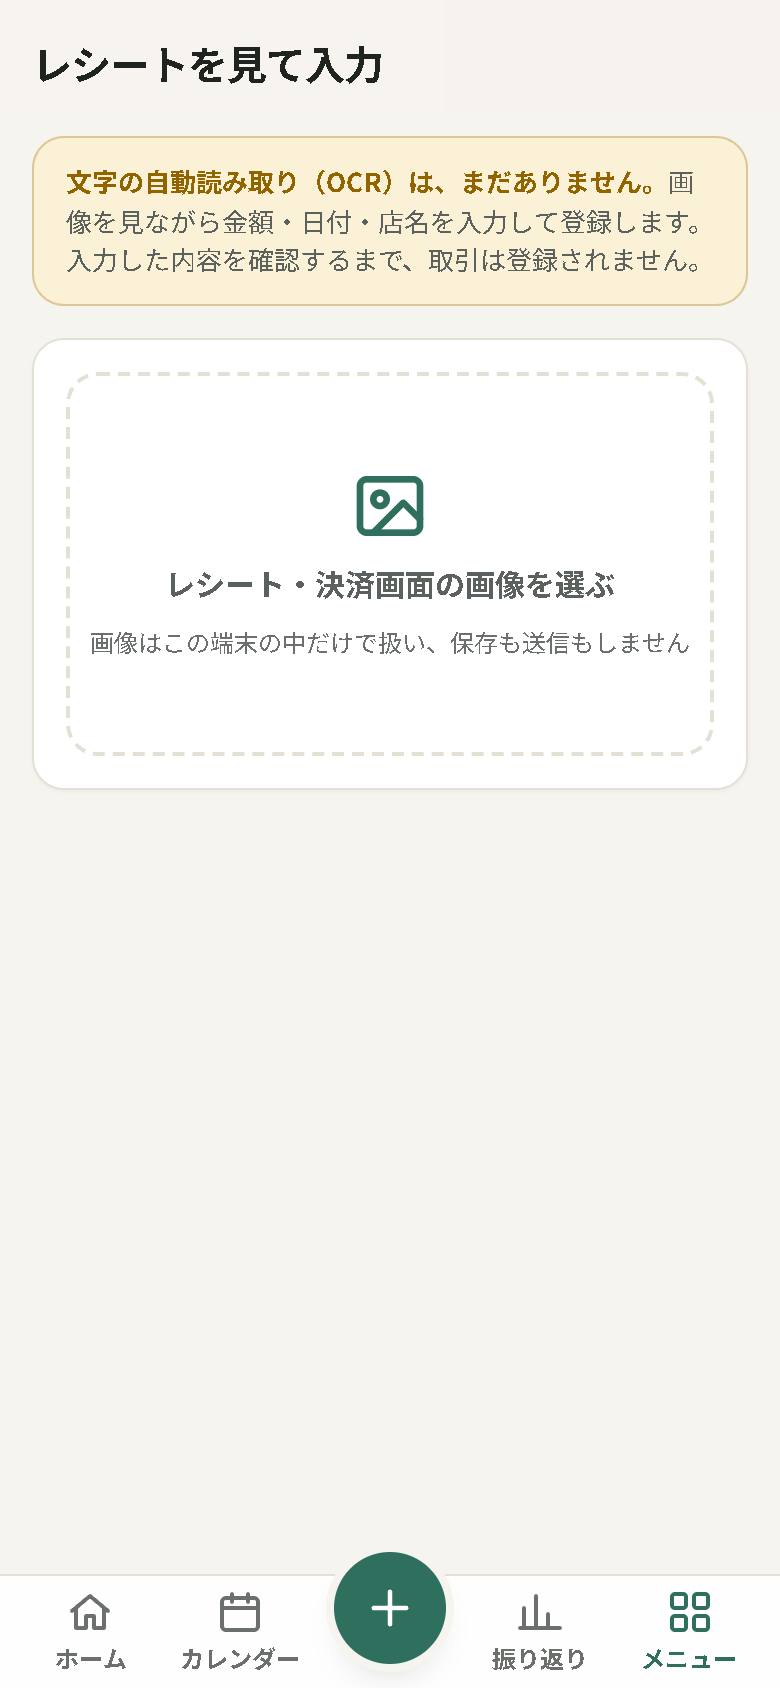 レシートを見て入力
文字の自動読み取り（OCR）は、まだありません。画
像を見ながら金額・日付・店名を入力して登録します。
入力した内容を確認するまで、取引は登録されません。
レシート・決済画面の画像を選ぶ
画像はこの端末の中だけで扱い、保存も送信もしません
ホーム
カレンダー
振り返り
メニュー